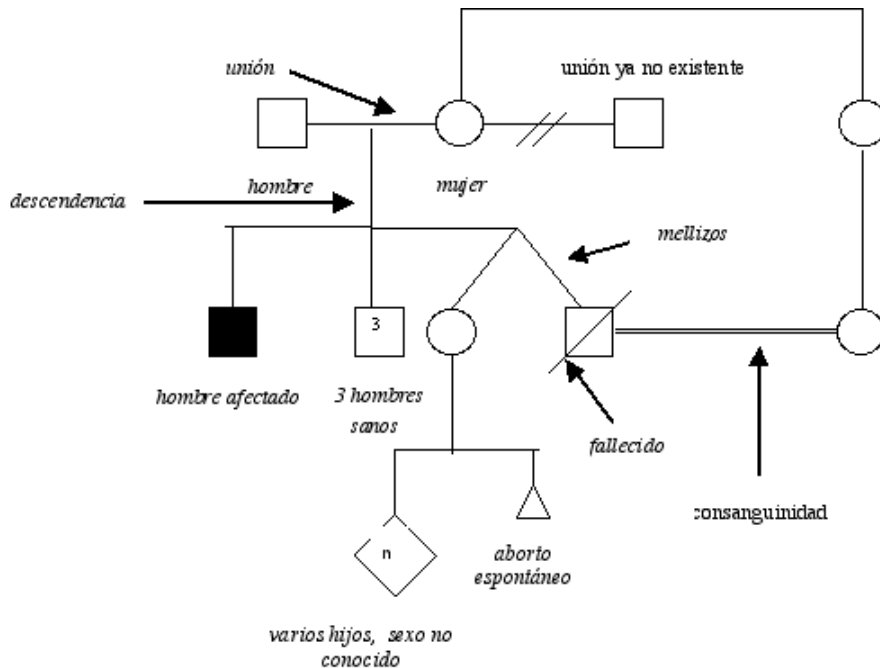 unión
unión ya no existente
hombre
mujer
descendencia
mellizos
3
hombre afectado
3 hombres
sanos
fallecido
consanguinidad
n
aborto
espontáneo
varios hijos, sexo no
conocido